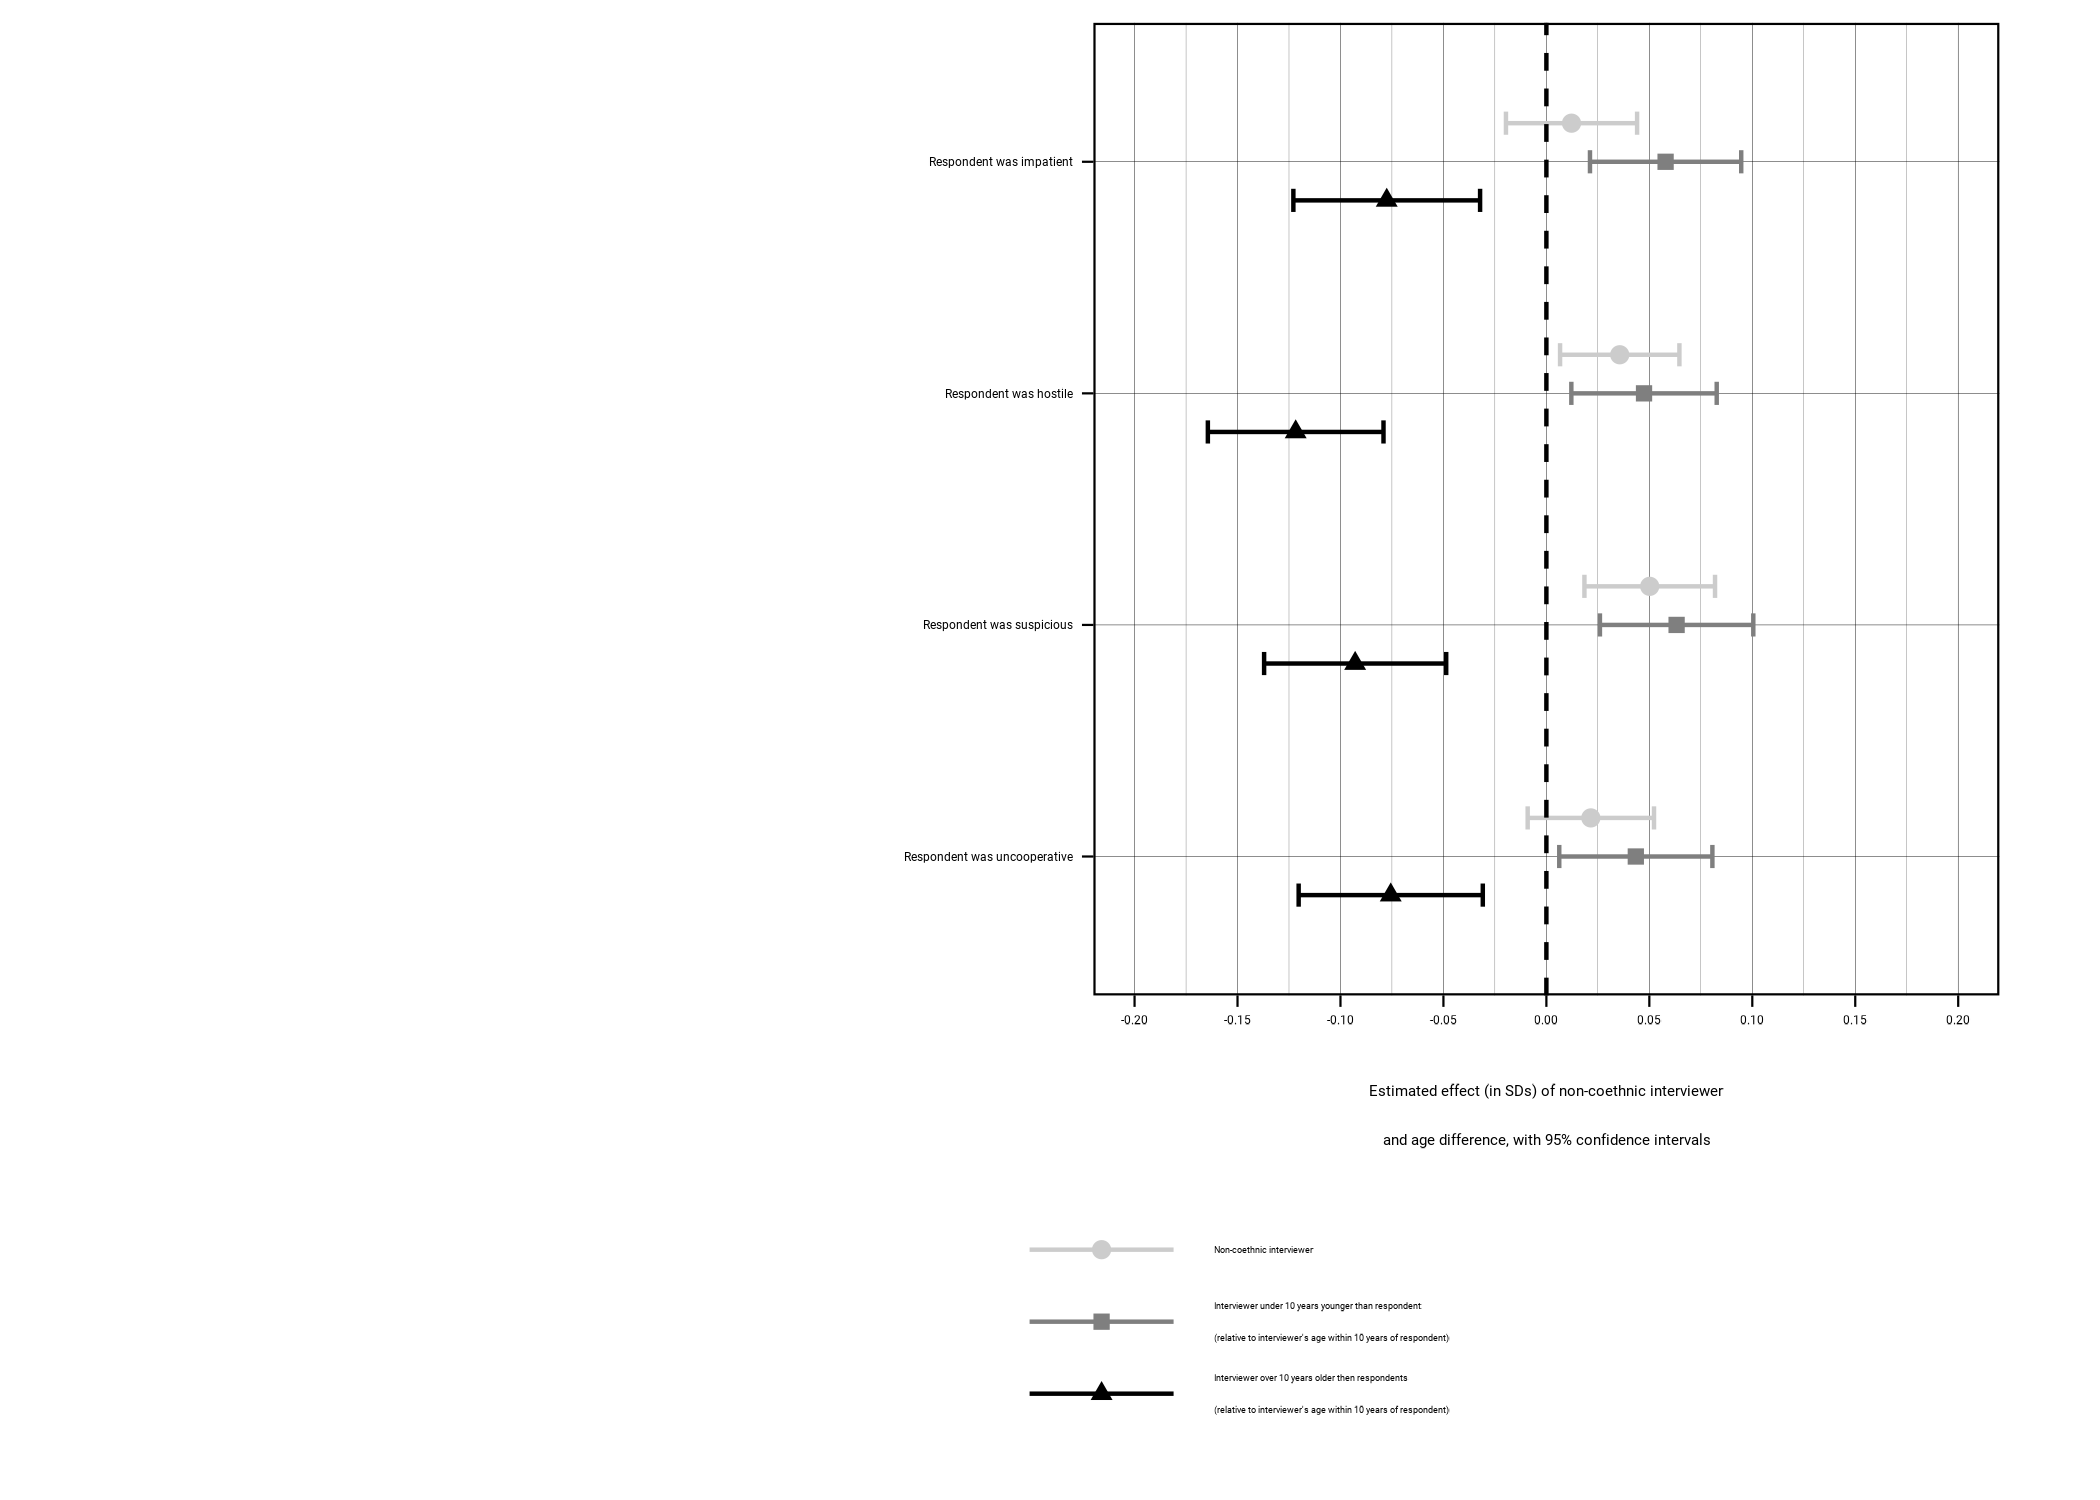 Respondent was impatient
Respondent was hostile
Respondent was suspicious
Respondent was uncooperative
-0.20 -0.15 -0.10 -0.05 0.00 0.05 0.10 0.15 0.20
Estimated effect (in SDs) of non-coethnic interviewer
and age difference, with 95% confidence intervals
Non-coethnic interviewer
Interviewer under 10 years younger than respondent
(relative to interviewer's age within 10 years of respondent)
Interviewer over 10 years older then respondents
(relative to interviewer's age within 10 years of respondent)